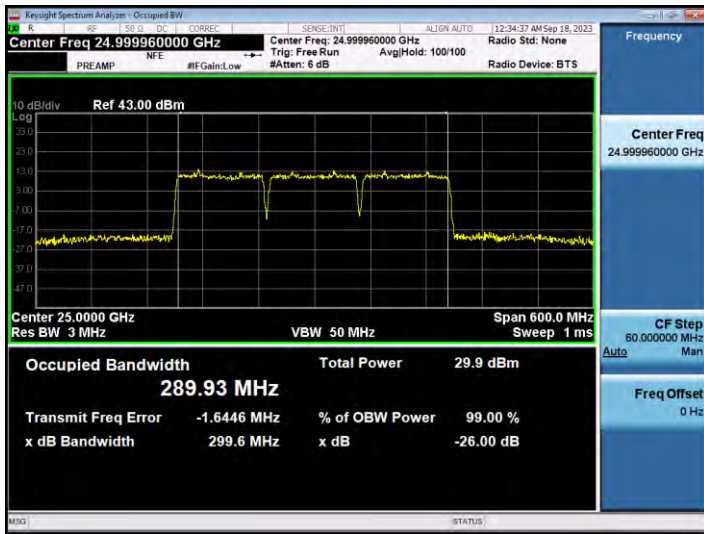 Keysight Spectrum Analyzer - Occupied BW
R RF 50 Ω DC CORREC SENSE:INT ALIGN AUTO 12:34:37 AM Sep 18, 2023
Center Freq 24.999960000 GHz
Center Freq: 24.999960000 GHz
Radio Std: None
NFE
Trig: Free Run Avg|Hold: 100/100
PREAMP #IFGain:Low #Atten: 6 dB Radio Device: BTS
10 dB/div Ref 43.00 dBm
Log
33.0
23.0
13.0
3.00
-7.00
-17.0
-27.0
-37.0
-47.0
Center 25.0000 GHz Span 600.0 MHz
Res BW 3 MHz VBW 50 MHz Sweep 1 ms
Occupied Bandwidth Total Power 29.9 dBm
289.93 MHz
Transmit Freq Error -1.6446 MHz % of OBW Power 99.00 %
x dB Bandwidth 299.6 MHz x dB -26.00 dB
MSG STATUS
Frequency
Center Freq
24.999960000 GHz
CF Step
60.000000 MHz
Auto Man
Freq Offset
0 Hz